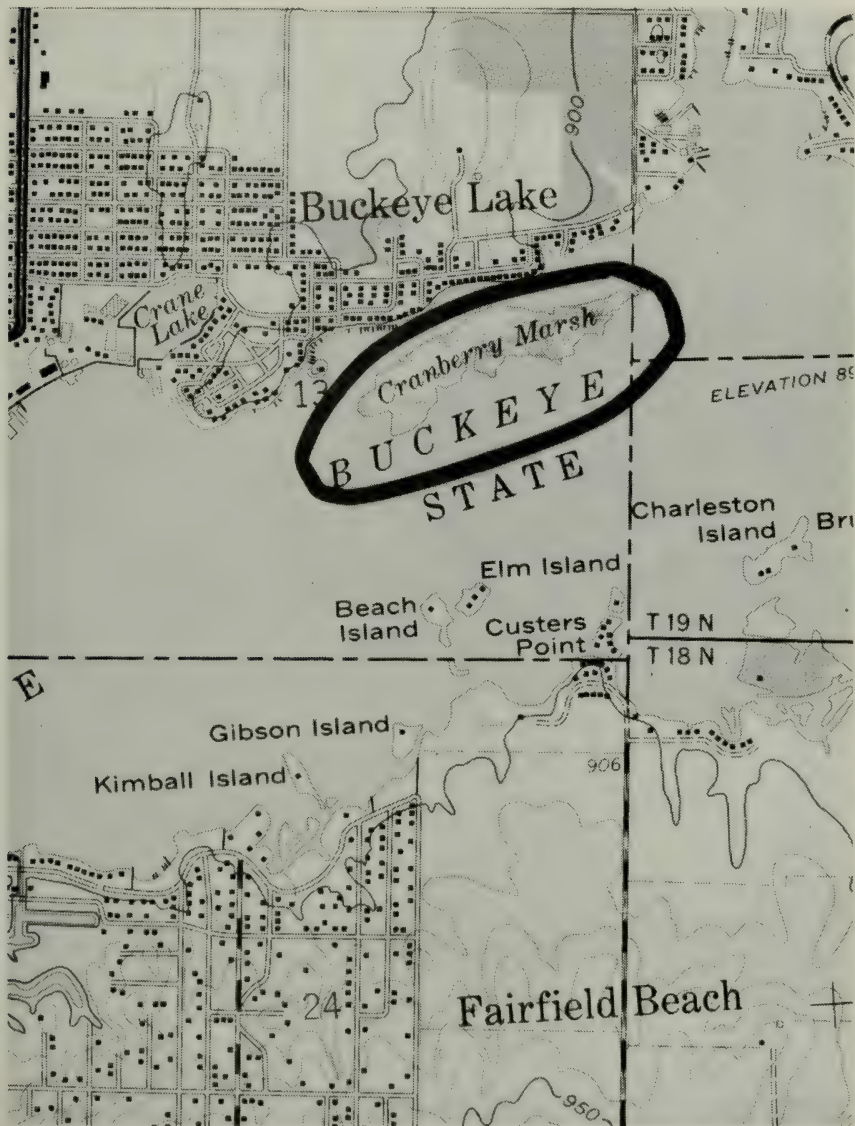 900
Buckeye Lake
Crane
Lake
Cranberry Marsh
13
BUCKEYE
STATE
ELEVATION 89
Charleston
Island
Bru
Elm Island
Beach
Island
Custers
Point
T 19 N
T 18 N
E
Gibson Island
906
Kimball Island
24
Fairfield Beach
950